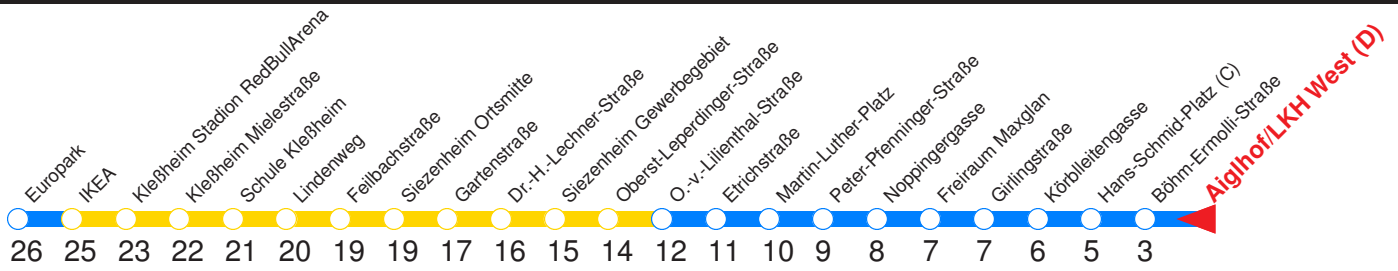 Europark
IKEA
Kleßheim Stadion RedBullArena
Kleßheim Mielestraße
Schule Kleßheim
Lindenweg
Feilbachstraße
Siezenheim Ortsmitte
Gartenstraße
Dr.-H.-Lechner-Straße
Siezenheim Gewerbegebiet
Oberst-Leperdinger-Straße
O.-v.-Lilienthal-Straße
Etrichstraße
Martin-Luther-Platz
Peter-Pfenninger-Straße
Noppingergasse
Freiraum Maxglan
Girlingstraße
Körblleitengasse
Hans-Schmid-Platz (C)
Böhm-Ermolli-Straße
Aiglhof/LKH West (D)
26 25 23 22 21 20 19 19 17 16 15 14 12 11 10 9 8 7 7 6 5 3